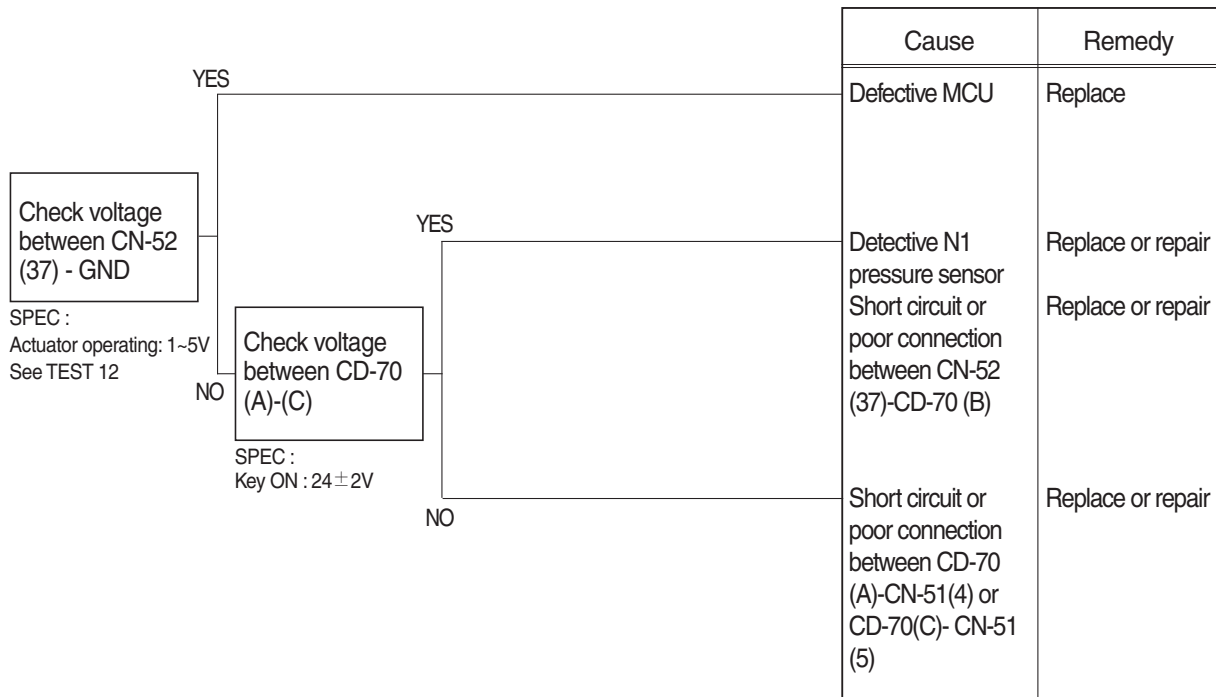 Cause
Remedy
YES
Defective MCU
Replace
Check voltage
between CN-52
(37) - GND
SPEC :
Actuator operating: 1~5V
See TEST 12
NO
YES
Detective N1
pressure sensor
Replace or repair
Short circuit or
poor connection
between CN-52
(37)-CD-70 (B)
Replace or repair
Check voltage
between CD-70
(A)-(C)
SPEC :
Key ON : 24±2V
NO
Short circuit or
poor connection
between CD-70
(A)-CN-51(4) or
CD-70(C)- CN-51
(5)
Replace or repair